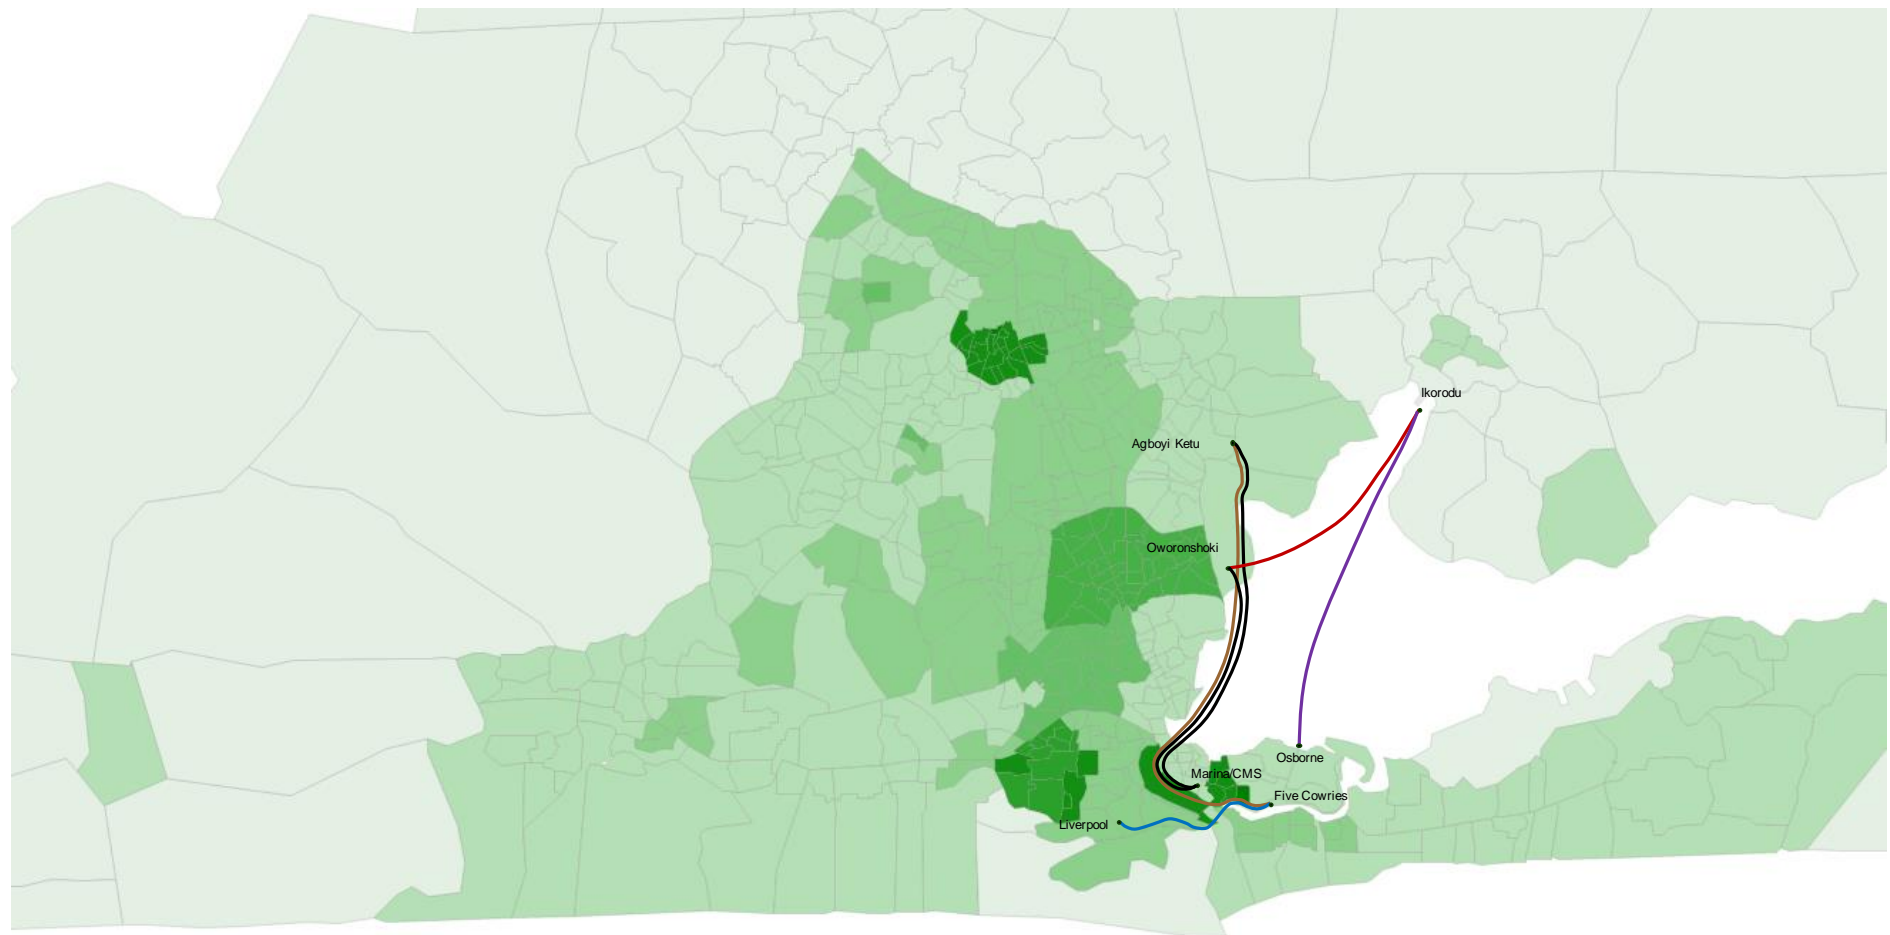 Ikorodu
Agboyi Ketu
Oworonshoki
Osborne
Marina/CMS
Five Cowries
Liverpool